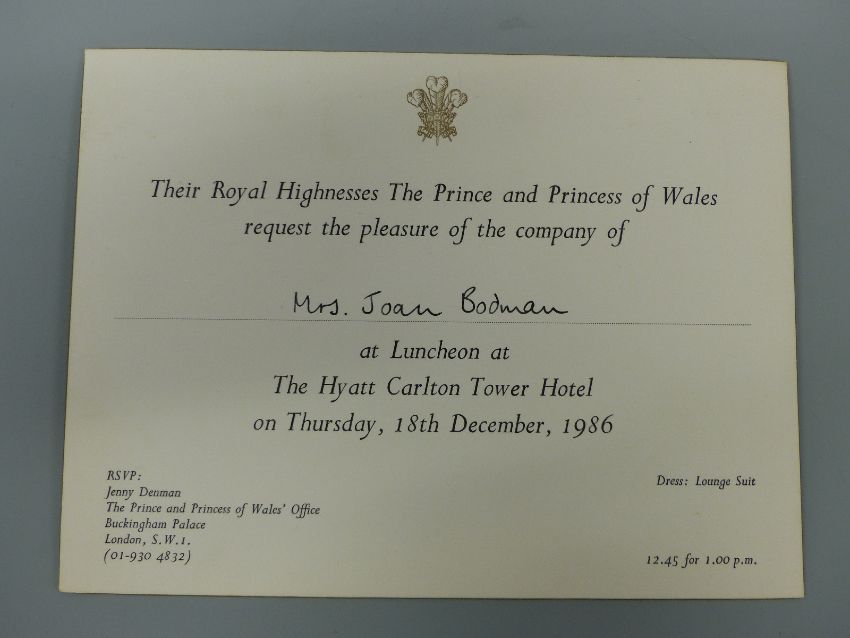 Their Royal Highnesses The Prince and Princess of Wales
request the pleasure of the company of
Mrs. Joan Bodman
at Luncheon at
The Hyatt Carlton Tower Hotel
on Thursday, 18th December, 1986
RSVP:
Jenny Denman
The Prince and Princess of Wales' Office
Buckingham Palace
London, S.W.1.
(01-930 4832)
Dress: Lounge Suit
12.45 for 1.00 p.m.